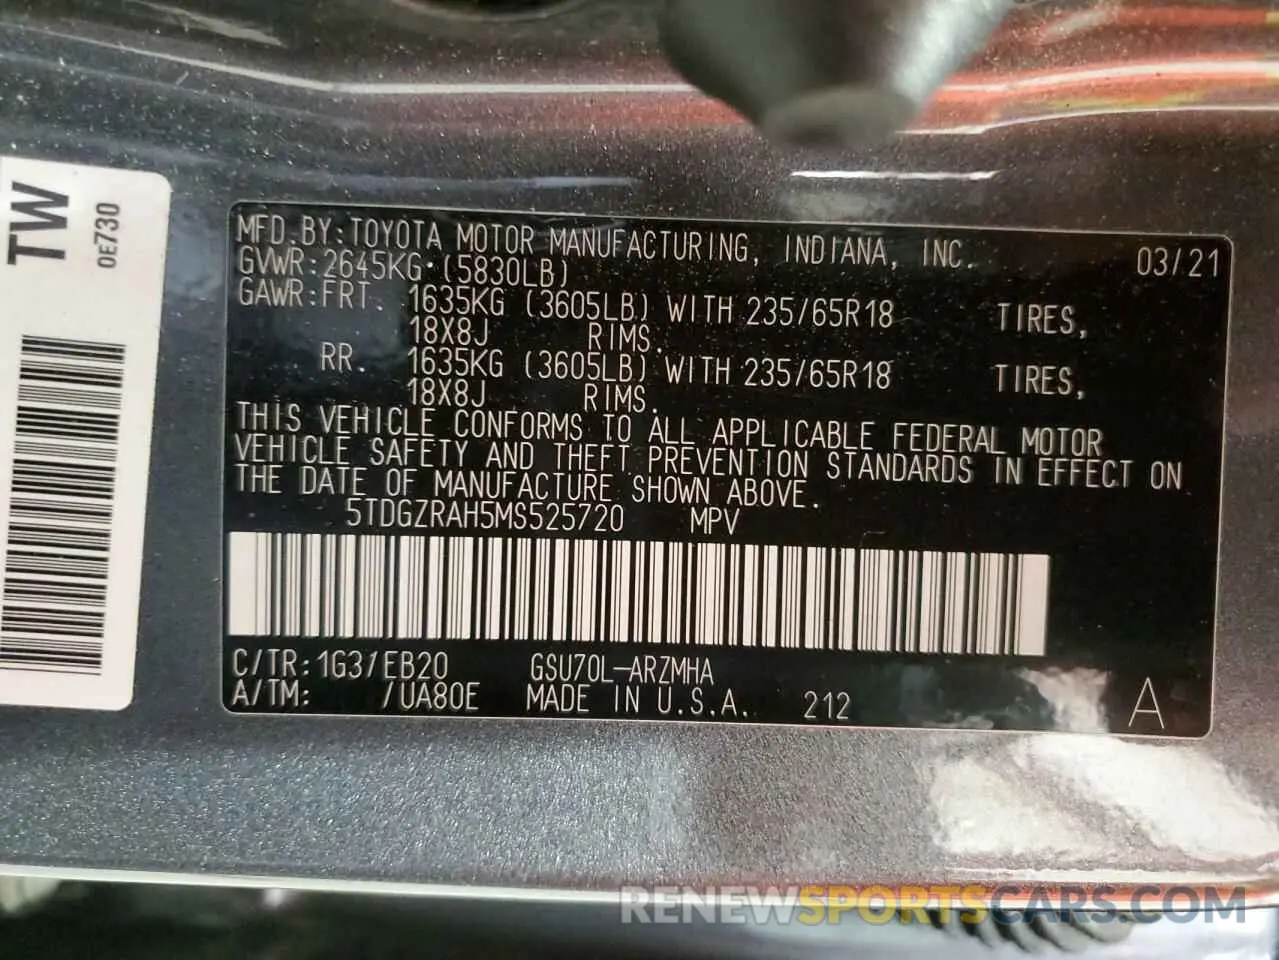 TW
0E730
MFD.BY:TOYOTA MOTOR MANUFACTURING, INDIANA, INC. 03/21
GVWR:2645KG (5830LB)
GAWR:FRT 1635KG (3605LB) WITH 235/65R18 TIRES,
18X8J RIMS.
RR. 1635KG (3605LB) WITH 235/65R18 TIRES,
18X8J RIMS.
THIS VEHICLE CONFORMS TO ALL APPLICABLE FEDERAL MOTOR
VEHICLE SAFETY AND THEFT PREVENTION STANDARDS IN EFFECT ON
THE DATE OF MANUFACTURE SHOWN ABOVE.
5TDGZRAH5MS525720 MPV
C/TR:1G3/EB20 GSU70L-ARZMHA
A/TM: /UA80E MADE IN U.S.A. 212 A
RENEWSPORTSCARS.COM